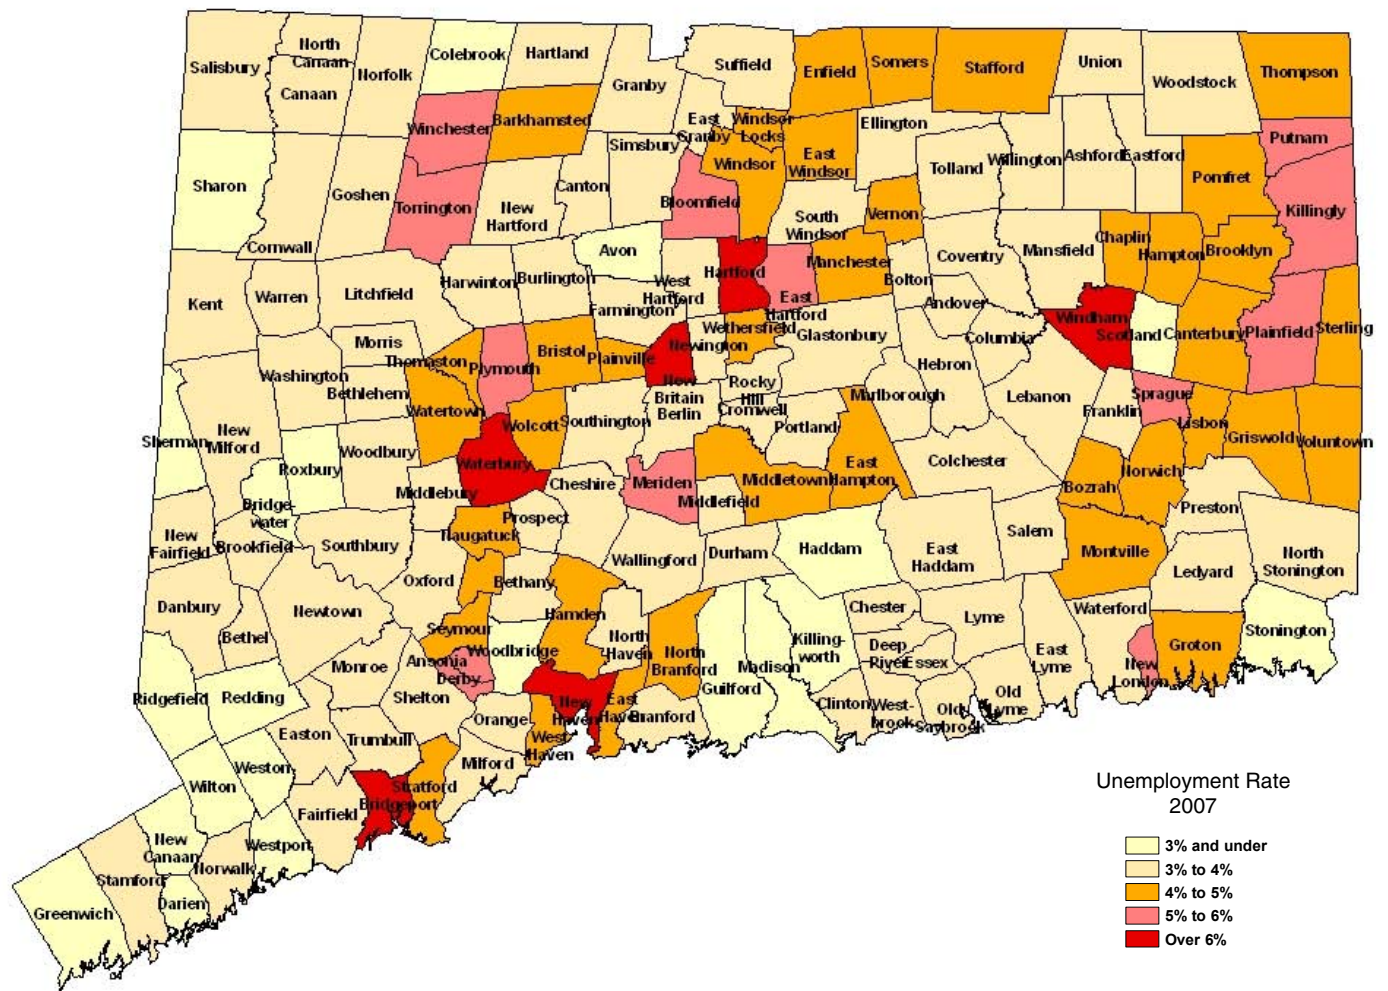 North
Canaan
Colebrook
Hartland
Salisbury
Norfolk
Canaan
Granby
Suffield
Enfield
Somers
Stafford
Union
Woodstock
Thompson
Winchester
Barkhamsted
East
Granby
Windsor
Locks
Ellington
Simsbury
Putnam
Sharon
Goshen
Torrington
New
Hartford
Canton
Bloomfield
Windsor
East
Windsor
Tolland
Willington
Ashford
Eastford
Pomfret
Killingly
Cornwall
Avon
South
Windsor
Vernon
Mansfield
Chaplin
Hampton
Brooklyn
Kent
Warren
Litchfield
Harwinton
Burlington
West
Hartford
Hartford
East
Hartford
Manchester
Bolton
Coventry
Andover
Farmington
Windham
Scotland
Canterbury
Plainfield
Sterling
Morris
Thomaston
Plymouth
Bristol
Plainville
Newington
Wethersfield
Glastonbury
Columbia
Washington
Bethlehem
Watertown
Wolcott
Southington
New
Britain
Berlin
Rocky
Hill
Cromwell
Portland
Marlborough
Hebron
Lebanon
Franklin
Sprague
Lisbon
Griswold
Voluntown
Sherman
New
Milford
Roxbury
Woodbury
Waterbury
Middlebury
Cheshire
Meriden
Middlefield
Middletown
East
Hampton
Colchester
Bozrah
Norwich
Preston
Bridge-
water
New
Fairfield
Brookfield
Southbury
Naugatuck
Prospect
Wallingford
Durham
Haddam
East
Haddam
Salem
Montville
Ledyard
North
Stonington
Danbury
Newtown
Oxford
Bethany
Hamden
Bethel
Seymour
Woodbridge
North
Haven
North
Branford
Killing-
worth
Chester
Deep
River
Essex
Lyme
East
Lyme
Waterford
New
London
Groton
Stonington
Ridgefield
Redding
Monroe
Ansonia
Derby
Shelton
Orange
New
Haven
East
Haven
Branford
Guilford
Madison
Clinton
West-
brook
Old
Saybrook
Old
Lyme
Easton
Trumbull
Milford
West
Haven
Weston
Wilton
Stratford
Bridgeport
Fairfield
New
Canaan
Westport
Norwalk
Stamford
Darien
Greenwich
Unemployment Rate
2007
3% and under
3% to 4%
4% to 5%
5% to 6%
Over 6%